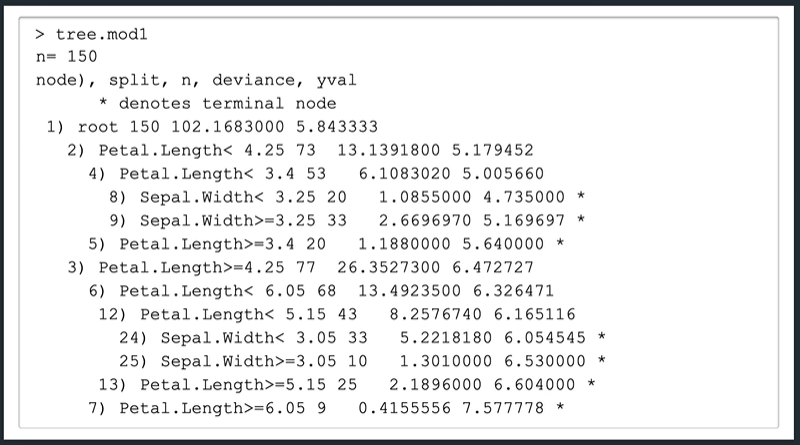 > tree.mod1
n= 150
node), split, n, deviance, yval
      * denotes terminal node
 1) root 150 102.1683000 5.843333
   2) Petal.Length< 4.25 73  13.1391800 5.179452
     4) Petal.Length< 3.4 53   6.1083020 5.005660
       8) Sepal.Width< 3.25 20   1.0855000 4.735000 *
       9) Sepal.Width>=3.25 33   2.6696970 5.169697 *
     5) Petal.Length>=3.4 20   1.1880000 5.640000 *
   3) Petal.Length>=4.25 77  26.3527300 6.472727
     6) Petal.Length< 6.05 68  13.4923500 6.326471
      12) Petal.Length< 5.15 43   8.2576740 6.165116
        24) Sepal.Width< 3.05 33   5.2218180 6.054545 *
        25) Sepal.Width>=3.05 10   1.3010000 6.530000 *
      13) Petal.Length>=5.15 25   2.1896000 6.604000 *
     7) Petal.Length>=6.05 9   0.4155556 7.577778 *